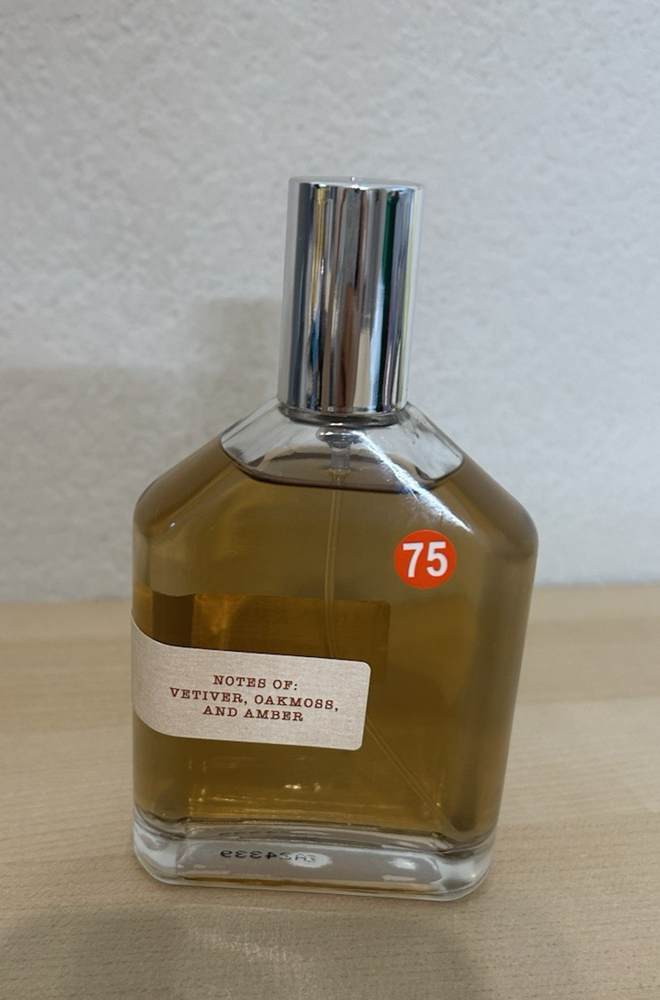 75
NOTES OF:
VETIVER, OAKMOSS,
AND AMBER